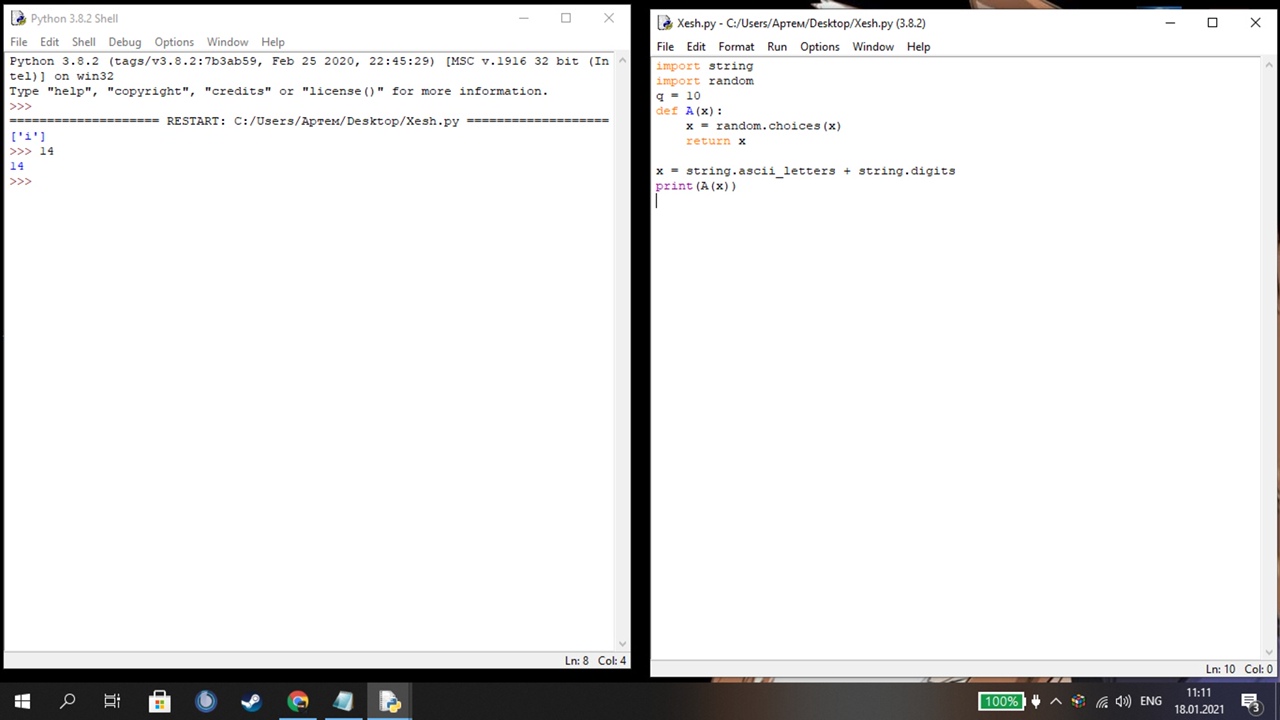 Python 3.8.2 Shell
File Edit Shell Debug Options Window Help
Python 3.8.2 (tags/v3.8.2:7b3ab59, Feb 25 2020, 22:45:29) [MSC v.1916 32 bit (In
tel)] on win32
Type "help", "copyright", "credits" or "license()" for more information.
>>>
==================== RESTART: C:/Users/Артем/Desktop/Xesh.py ===================
['i']
>>> 14
14
>>>
Ln: 8 Col: 4
Xesh.py - C:/Users/Артем/Desktop/Xesh.py (3.8.2)
File Edit Format Run Options Window Help
import string
import random
q = 10
def A(x):
    x = random.choices(x)
    return x
x = string.ascii_letters + string.digits
print(A(x))
Ln: 10 Col: 0
100%
ENG
11:11
18.01.2021
3